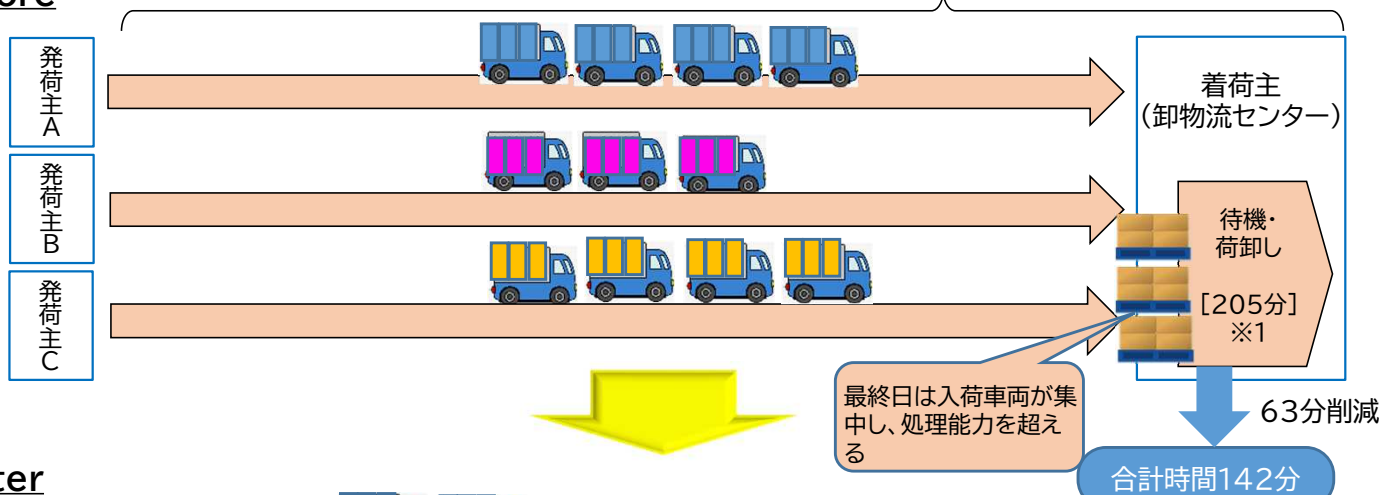 ore
発荷主A
発荷主B
発荷主C
着荷主
(卸物流センター)
待機・
荷卸し
[205分]
※1
最終日は入荷車両が集
中し、処理能力を超え
る
63分削減
合計時間142分
ter